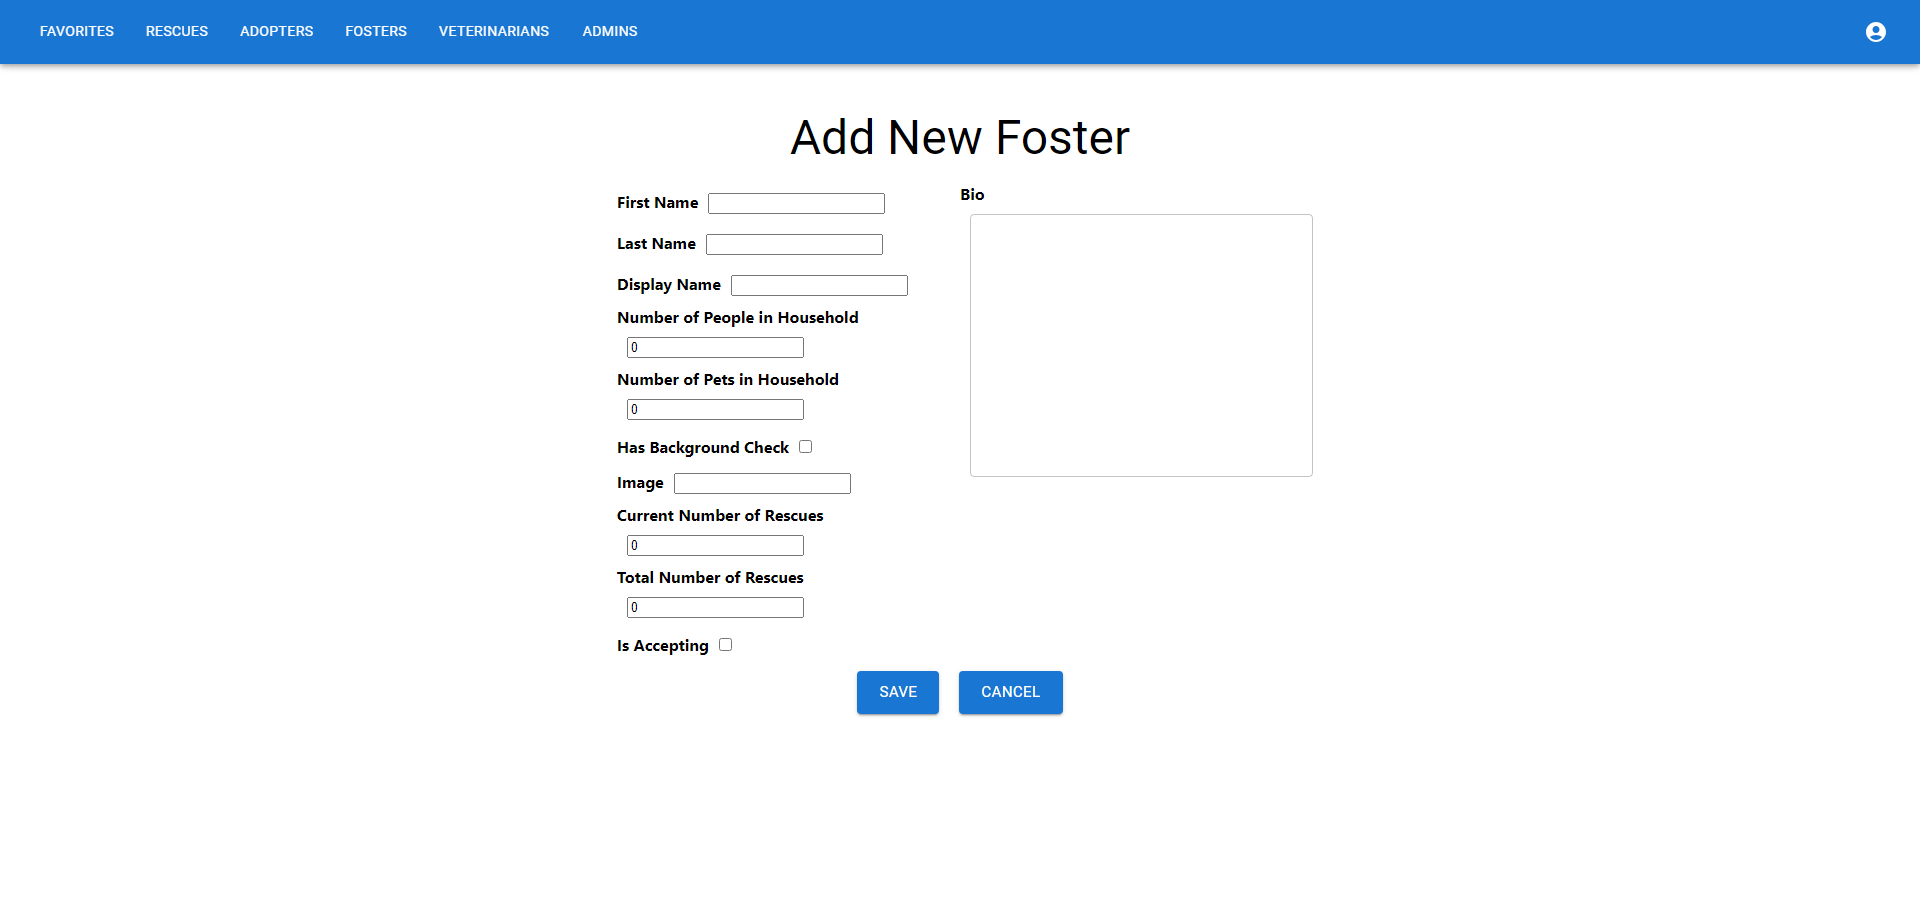 FAVORITES RESCUES ADOPTERS FOSTERS VETERINARIANS ADMINS
Add New Foster
First Name
Last Name
Display Name
Number of People in Household
0
Number of Pets in Household
0
Has Background Check
Image
Current Number of Rescues
0
Total Number of Rescues
0
Is Accepting
Bio
SAVE CANCEL